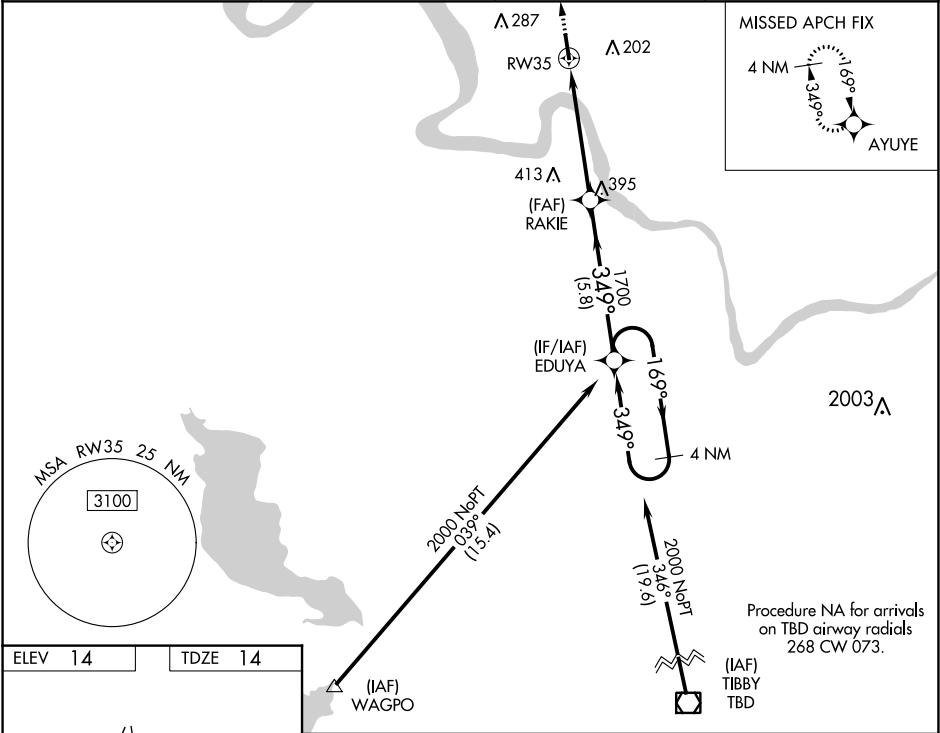 287
202
RW35
MISSED APCH FIX
4 NM
169°
349°
AYUYE
413
395
(FAF)
RAKIE
1700
349°
(5.8)
(IF/IAF)
EDUYA
169°
349°
4 NM
2003
MSA RW35 25 NM
3100
2000 NoPT
039°
(15.4)
2000 NoPT
346°
(19.6)
Procedure NA for arrivals
on TBD airway radials
268 CW 073.
ELEV 14
TDZE 14
(IAF)
WAGPO
(IAF)
TIBBY
TBD